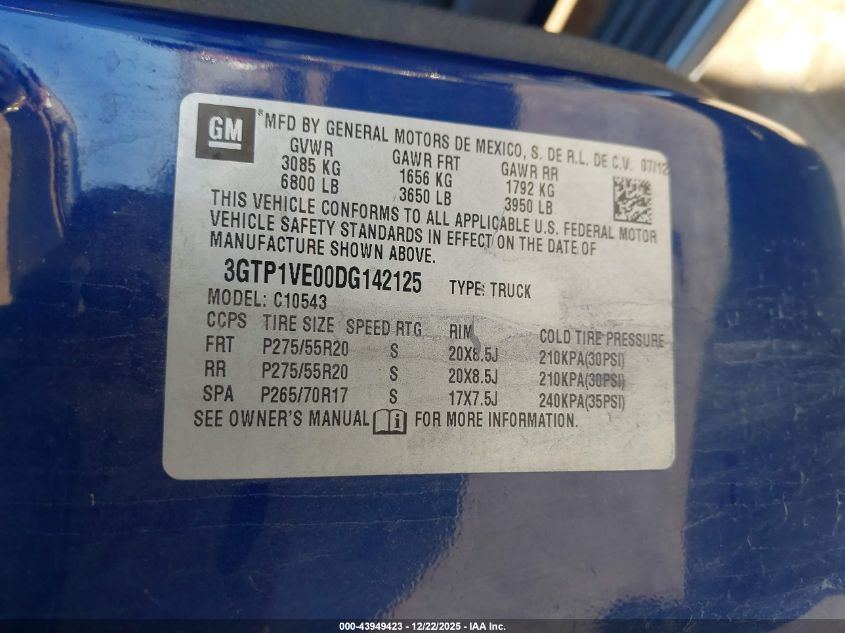 GM
®MFD BY GENERAL MOTORS DE MEXICO, S. DE R.L. DE C.V. 07/12
GVWR GAWR FRT GAWR RR
3085 KG 1656 KG 1792 KG
6800 LB 3650 LB 3950 LB
THIS VEHICLE CONFORMS TO ALL APPLICABLE U.S. FEDERAL MOTOR
VEHICLE SAFETY STANDARDS IN EFFECT ON THE DATE OF
MANUFACTURE SHOWN ABOVE.
3GTP1VE00DG142125 TYPE: TRUCK
MODEL: C10543
CCPS TIRE SIZE SPEED RTG RIM COLD TIRE PRESSURE
FRT P275/55R20 S 20X8.5J 210KPA(30PSI)
RR P275/55R20 S 20X8.5J 210KPA(30PSI)
SPA P265/70R17 S 17X7.5J 240KPA(35PSI)
SEE OWNER'S MANUAL i FOR MORE INFORMATION.
000-43949423 - 12/22/2025 - IAA Inc.